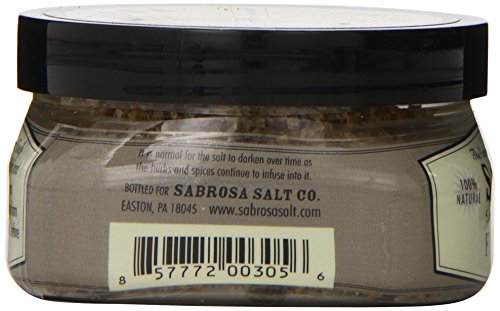 It is normal for the salt to darken over time as
the herbs and spices continue to infuse into it.
BOTTLED FOR SABROSA SALT CO.
EASTON, PA 18045 • www.sabrosasalt.com
8 57772 00305 6
100%
NATURAL